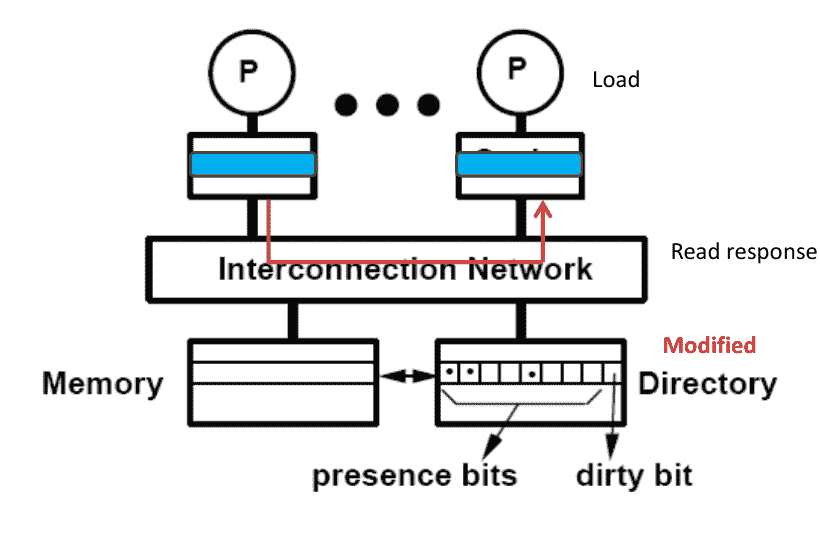 P
P
Load
Interconnection Network
Read response
Modified
Memory
Directory
presence bits
dirty bit